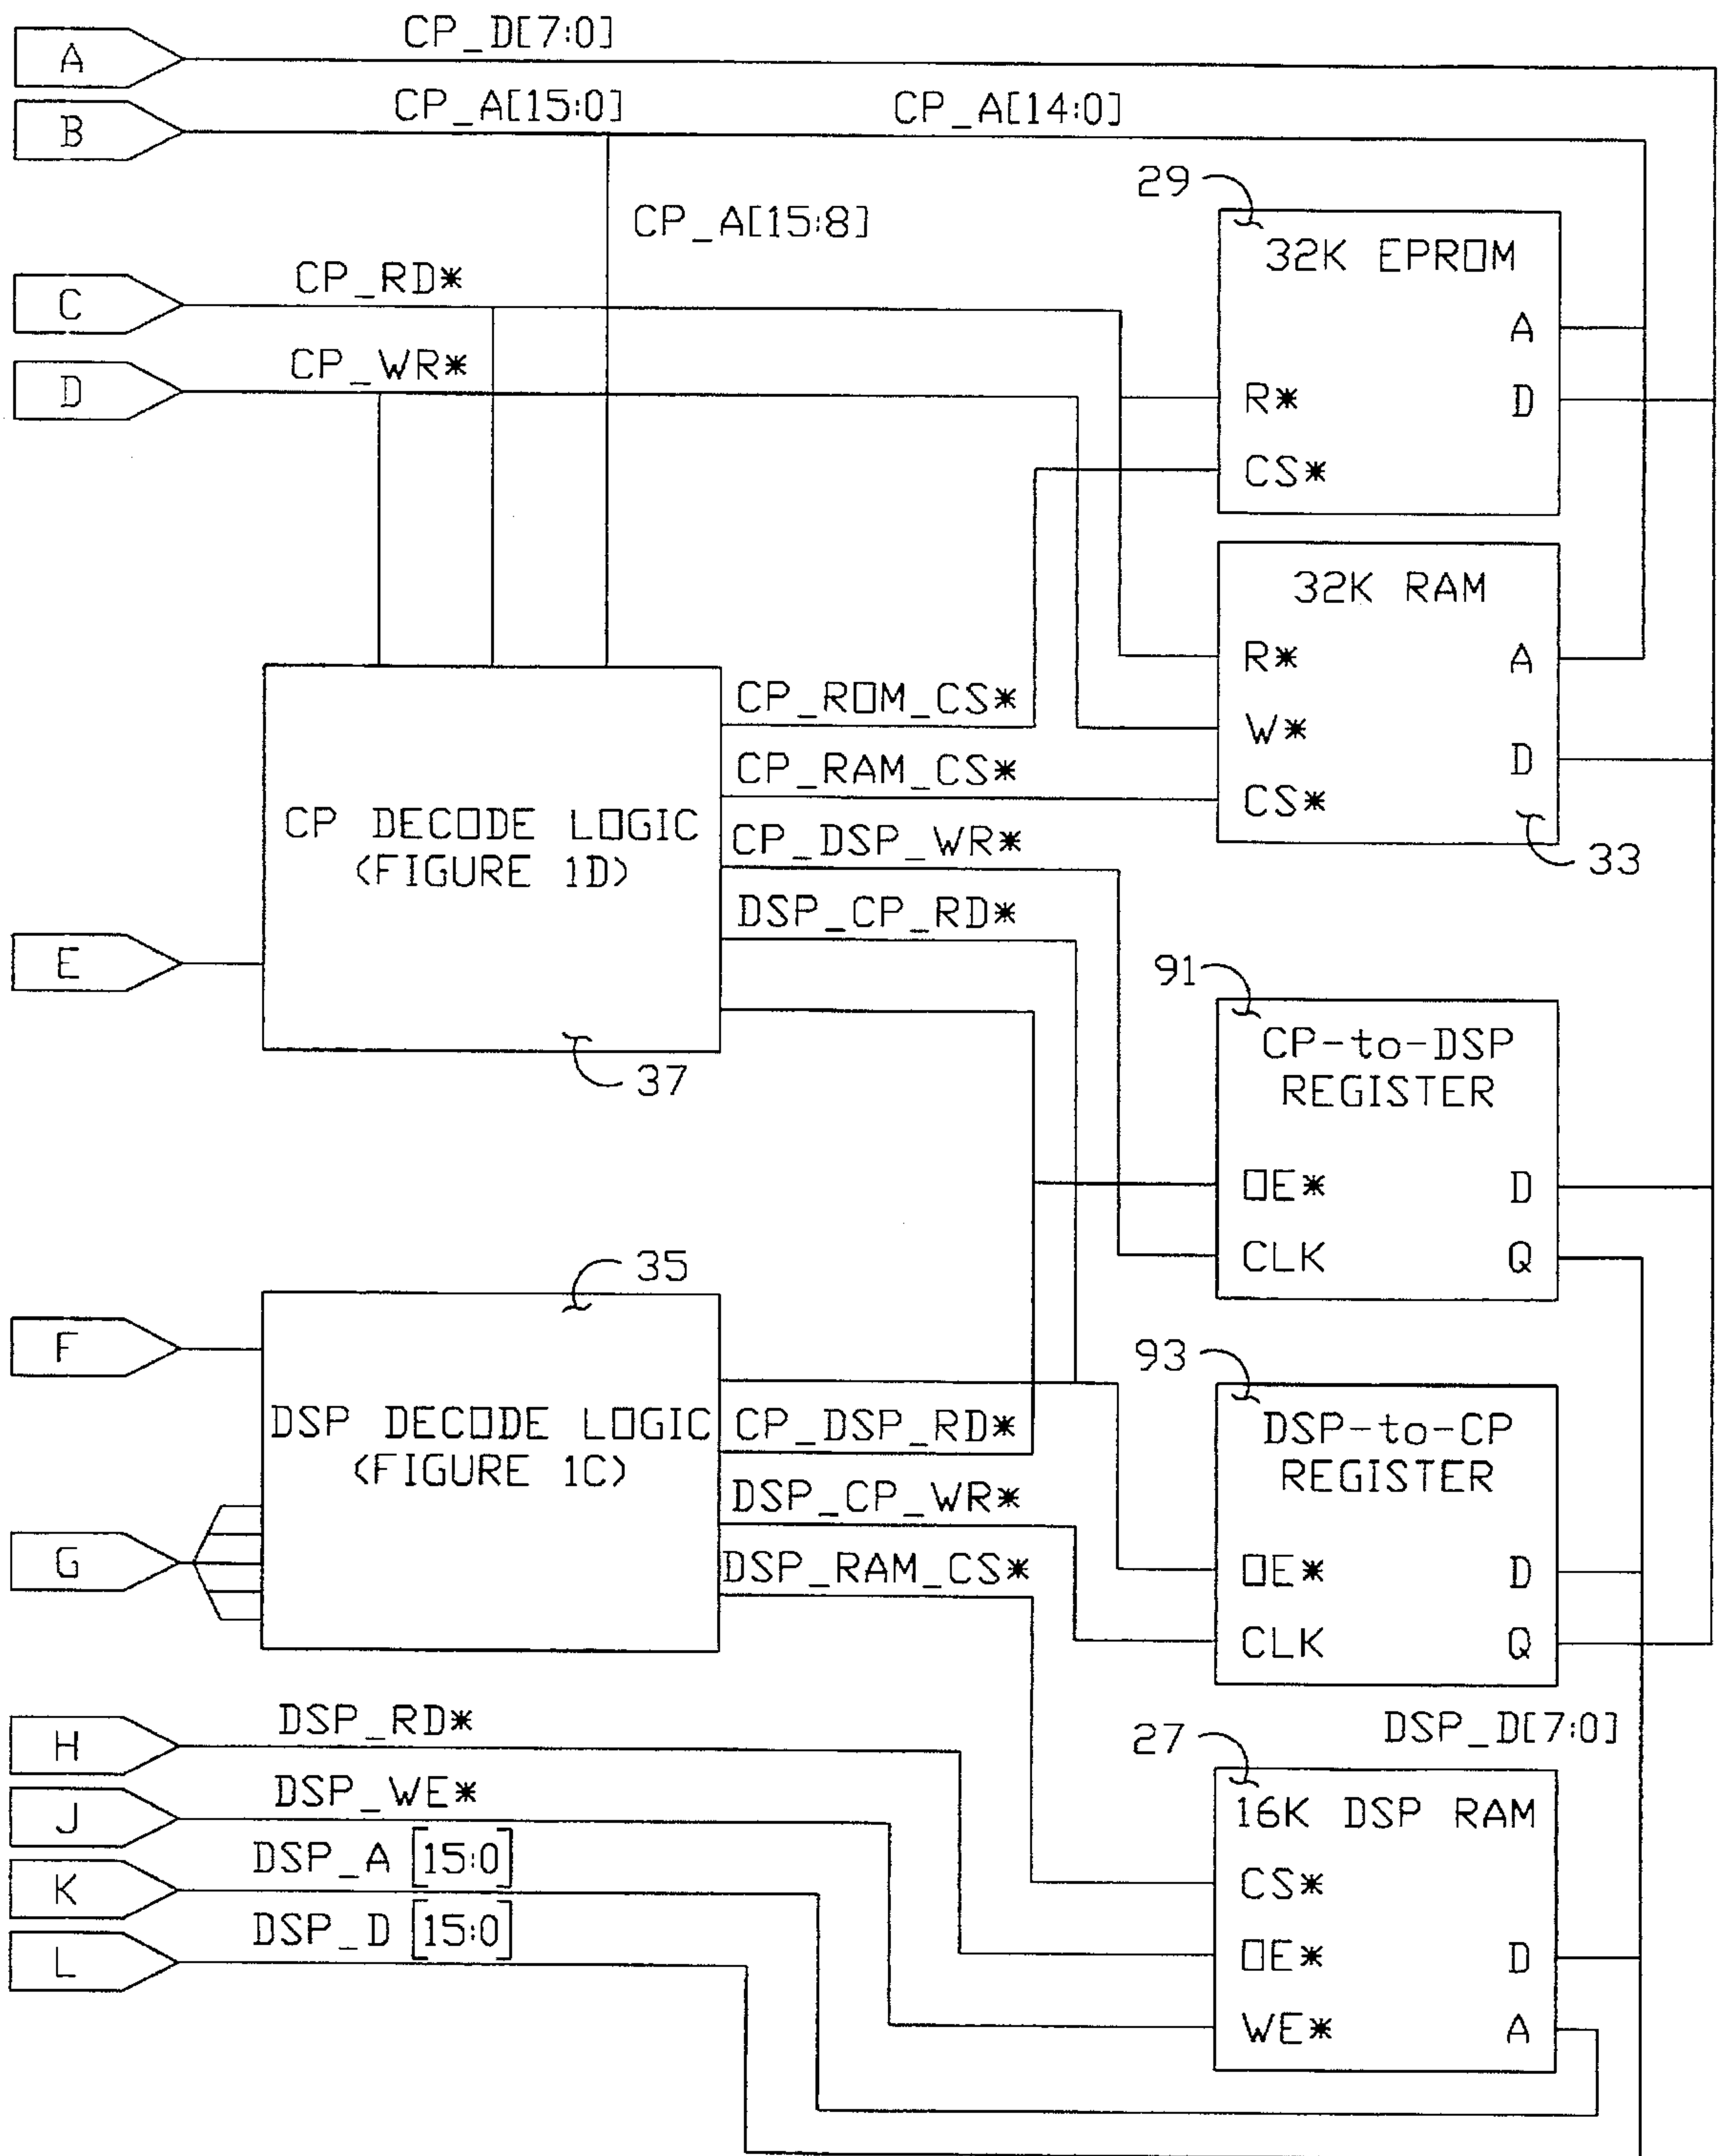 A
CP_D[7:0]
B
CP_A[15:0]
CP_A[14:0]
CP_A[15:8]
C
CP_RD*
D
CP_WR*
29
32K EPROM
A
R*
D
CS*
32K RAM
R*
A
W*
D
CS*
33
CP_ROM_CS*
CP_RAM_CS*
CP_DSP_WR*
DSP_CP_RD*
CP DECODE LOGIC
(FIGURE 1D)
E
37
91
CP-to-DSP
REGISTER
OE*
D
CLK
Q
35
F
DSP DECODE LOGIC
(FIGURE 1C)
G
CP_DSP_RD*
DSP_CP_WR*
DSP_RAM_CS*
93
DSP-to-CP
REGISTER
OE*
D
CLK
Q
DSP_D[7:0]
H
DSP_RD*
J
DSP_WE*
K
DSP_A [15:0]
L
DSP_D [15:0]
27
16K DSP RAM
CS*
OE*
D
WE*
A